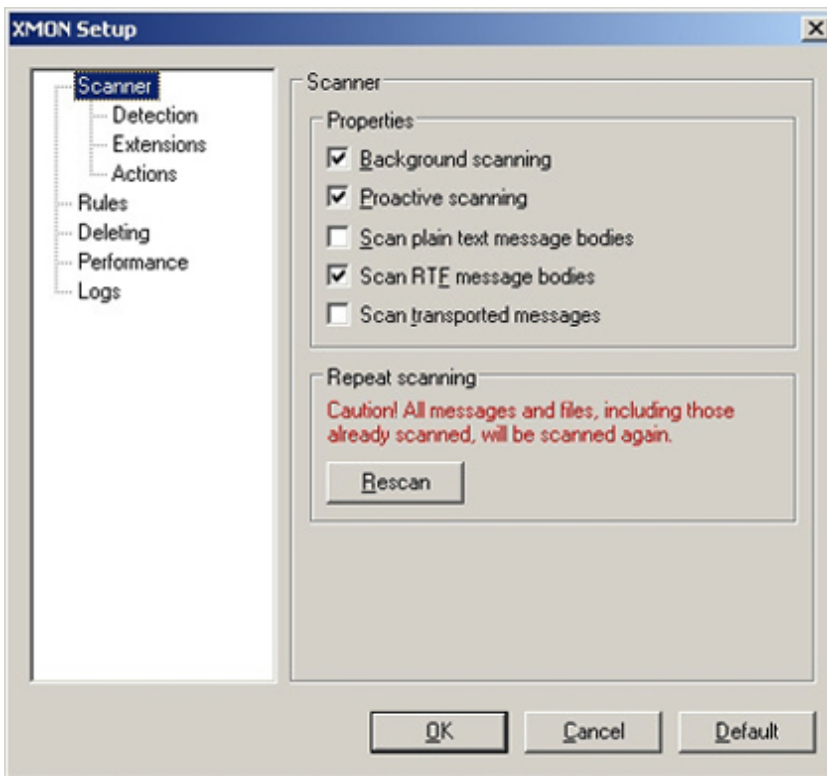 XMON Setup
Scanner
Detection
Extensions
Actions
Rules
Deleting
Performance
Logs
Scanner
Properties
Background scanning
Proactive scanning
Scan plain text message bodies
Scan RTF message bodies
Scan transported messages
Repeat scanning
Caution! All messages and files, including those
already scanned, will be scanned again.
Rescan
OK
Cancel
Default